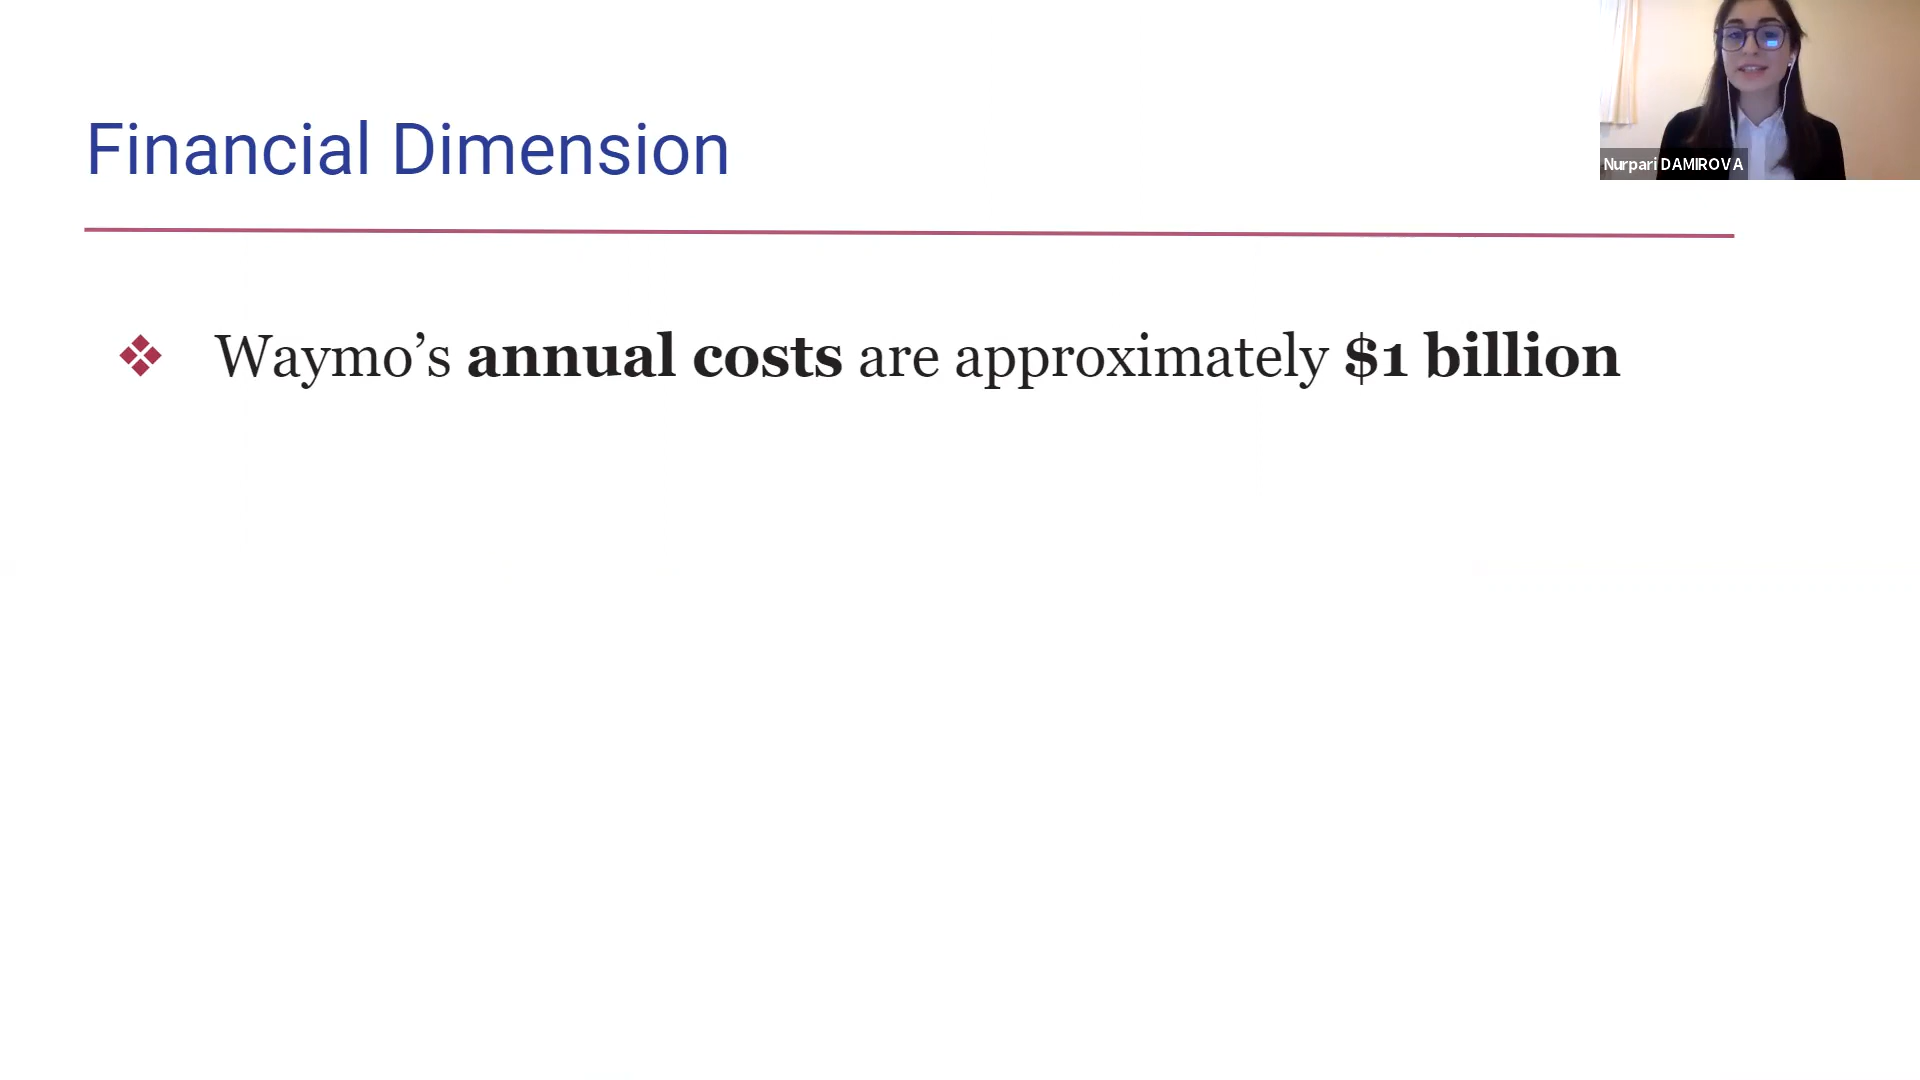 Financial Dimension
Nurpari DAMIROVA
❖ Waymo’s annual costs are approximately $1 billion